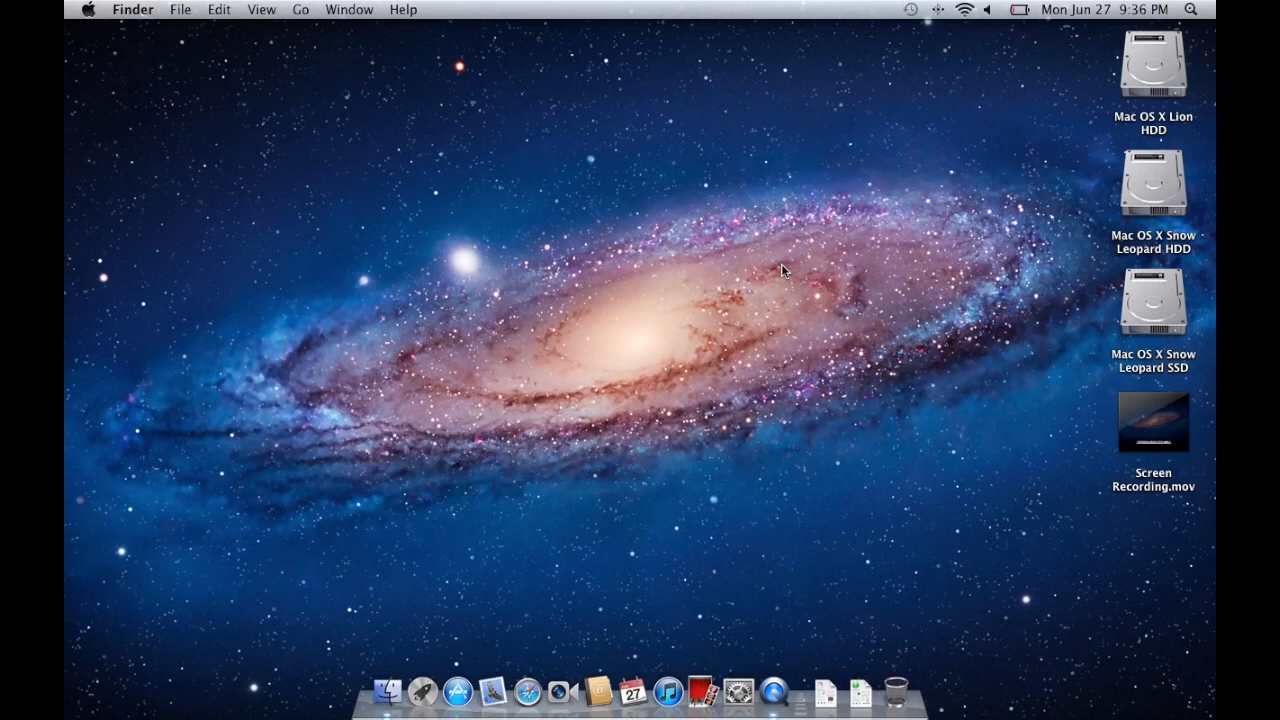 Finder File Edit View Go Window Help Mon Jun 27 9:36 PM
Mac OS X Lion
HDD
Mac OS X Snow
Leopard HDD
Mac OS X Snow
Leopard SSD
Screen
Recording.mov
27